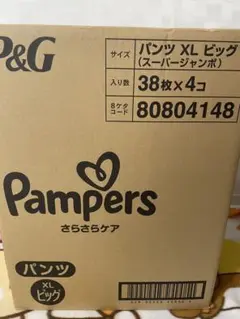 P&G
サイズ
パンツ XL ビッグ
(スーパージャンボ)
入り数
38枚×4コ
8ケタ
コード
80804148
Pampers
さらさらケア
パンツ
XL
ビッグ